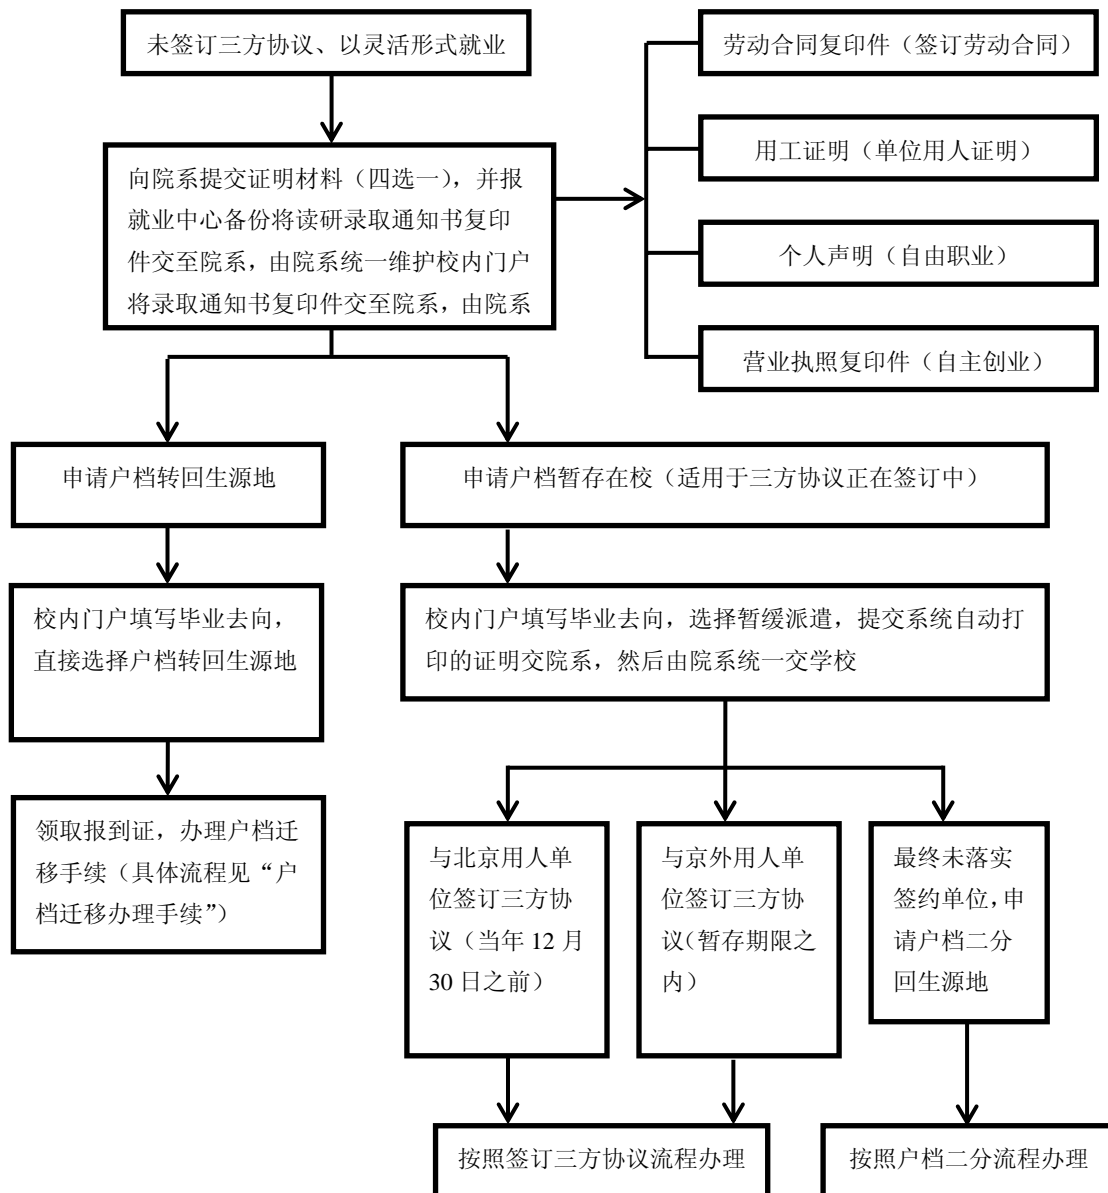 未签订三方协议、以灵活形式就业
劳动合同复印件（签订劳动合同）
用工证明（单位用人证明）
个人声明（自由职业）
营业执照复印件（自主创业）
向院系提交证明材料（四选一），并报
就业中心备份将读研录取通知书复印
件交至院系，由院系统一维护校内门户
将录取通知书复印件交至院系，由院系
申请户档转回生源地
申请户档暂存在校（适用于三方协议正在签订中）
校内门户填写毕业去向，
直接选择户档转回生源地
校内门户填写毕业去向，选择暂缓派遣，提交系统自动打
印的证明交院系，然后由院系统一交学校
领取报到证，办理户档迁
移手续（具体流程见“户
档迁移办理手续”）
与北京用人单
位签订三方协
议（当年 12 月
30 日之前）
与京外用人单
位签订三方协
议（暂存期限之
内）
最终未落实
签约单位，申
请户档二分
回生源地
按照签订三方协议流程办理
按照户档二分流程办理